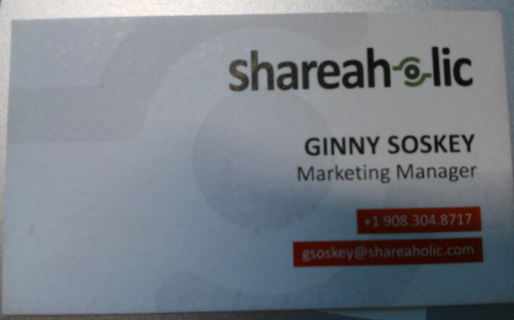 shareaholic
GINNY SOSKEY
Marketing Manager
+1 908.304.8717
gsoskey@shareaholic.com